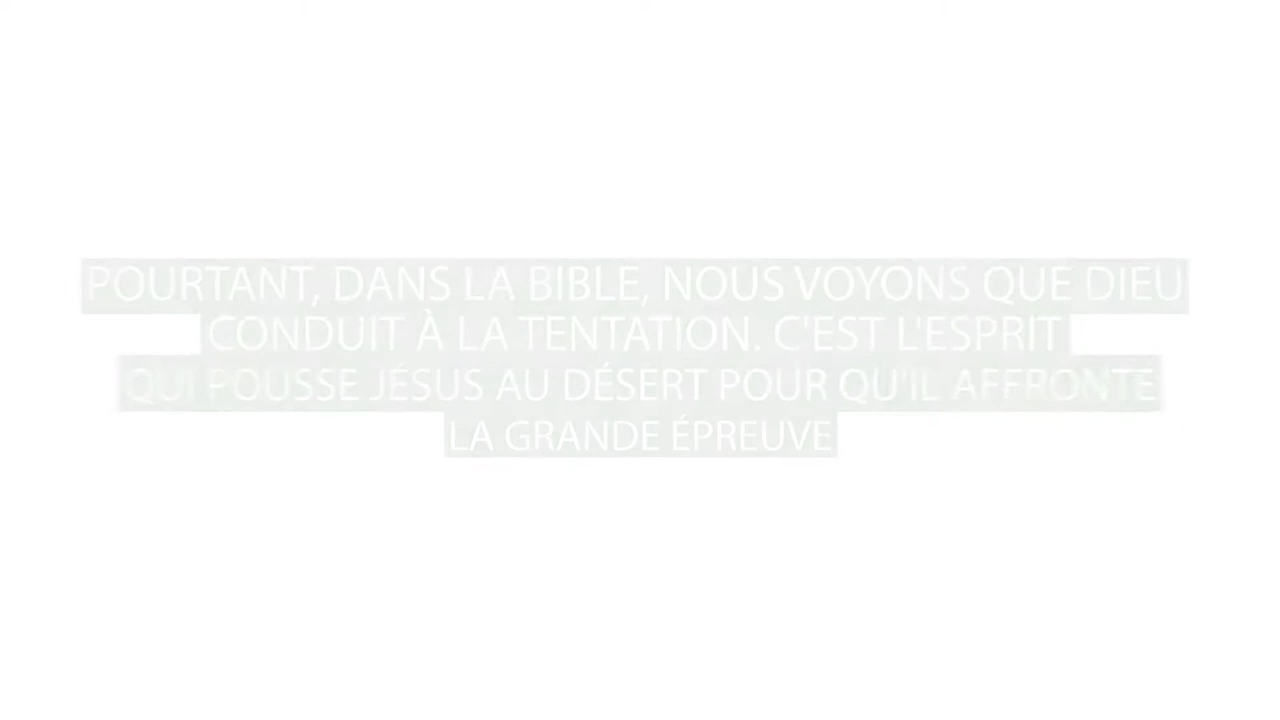 POURTANT, DANS LA BIBLE, NOUS VOYONS QUE DIEU
CONDUIT À LA TENTATION. C'EST L'ESPRIT
QUI POUSSE JÉSUS AU DÉSERT POUR QU'IL AFFRONTE
LA GRANDE ÉPREUVE